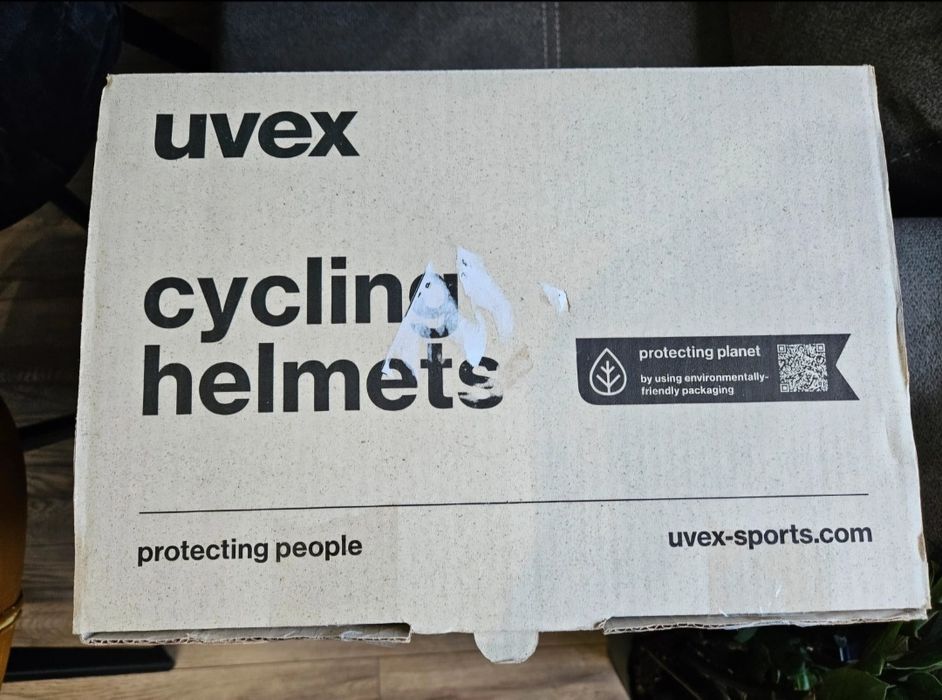 uvex
cycling
helmets
protecting planet
by using environmentally-
friendly packaging
protecting people
uvex-sports.com